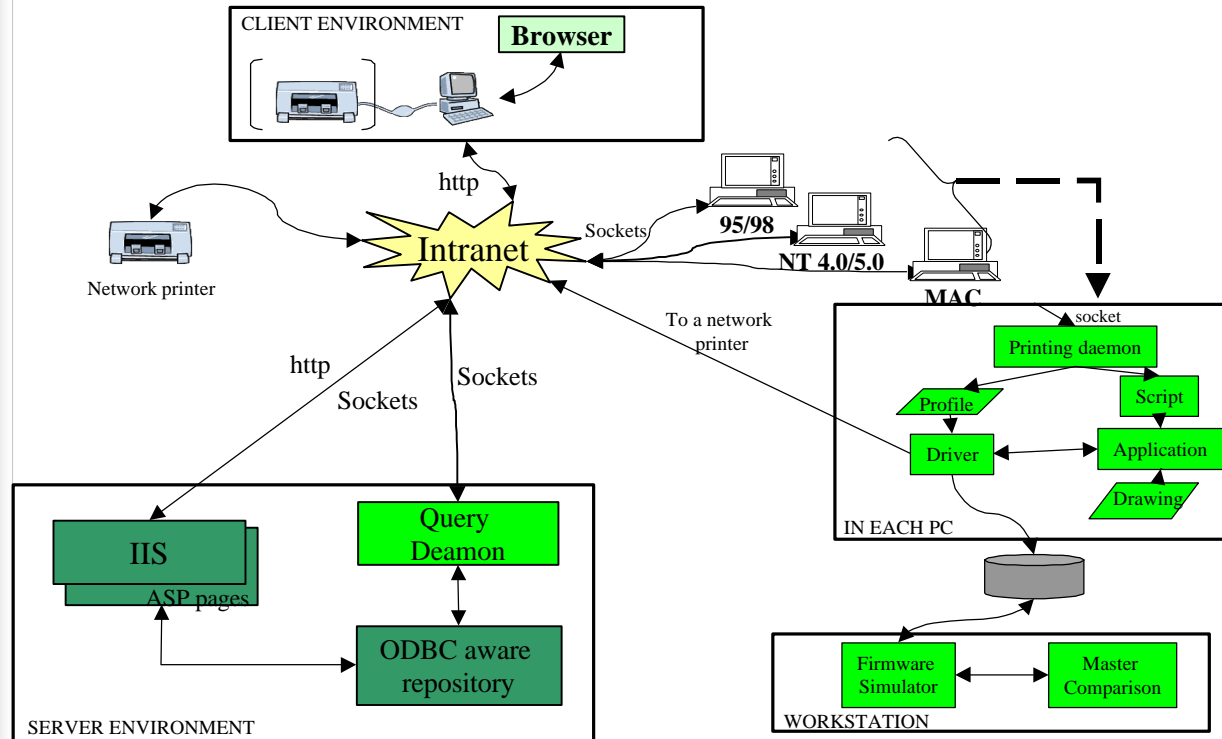 CLIENT ENVIRONMENT
Browser
http
Sockets
95/98
NT 4.0/5.0
MAC
Intranet
Network printer
To a network
printer
socket
Printing daemon
Profile
Script
Driver
Application
Drawing
IN EACH PC
http
Sockets
Sockets
IIS
ASP pages
Query
Deamon
ODBC aware
repository
SERVER ENVIRONMENT
Firmware
Simulator
Master
Comparison
WORKSTATION